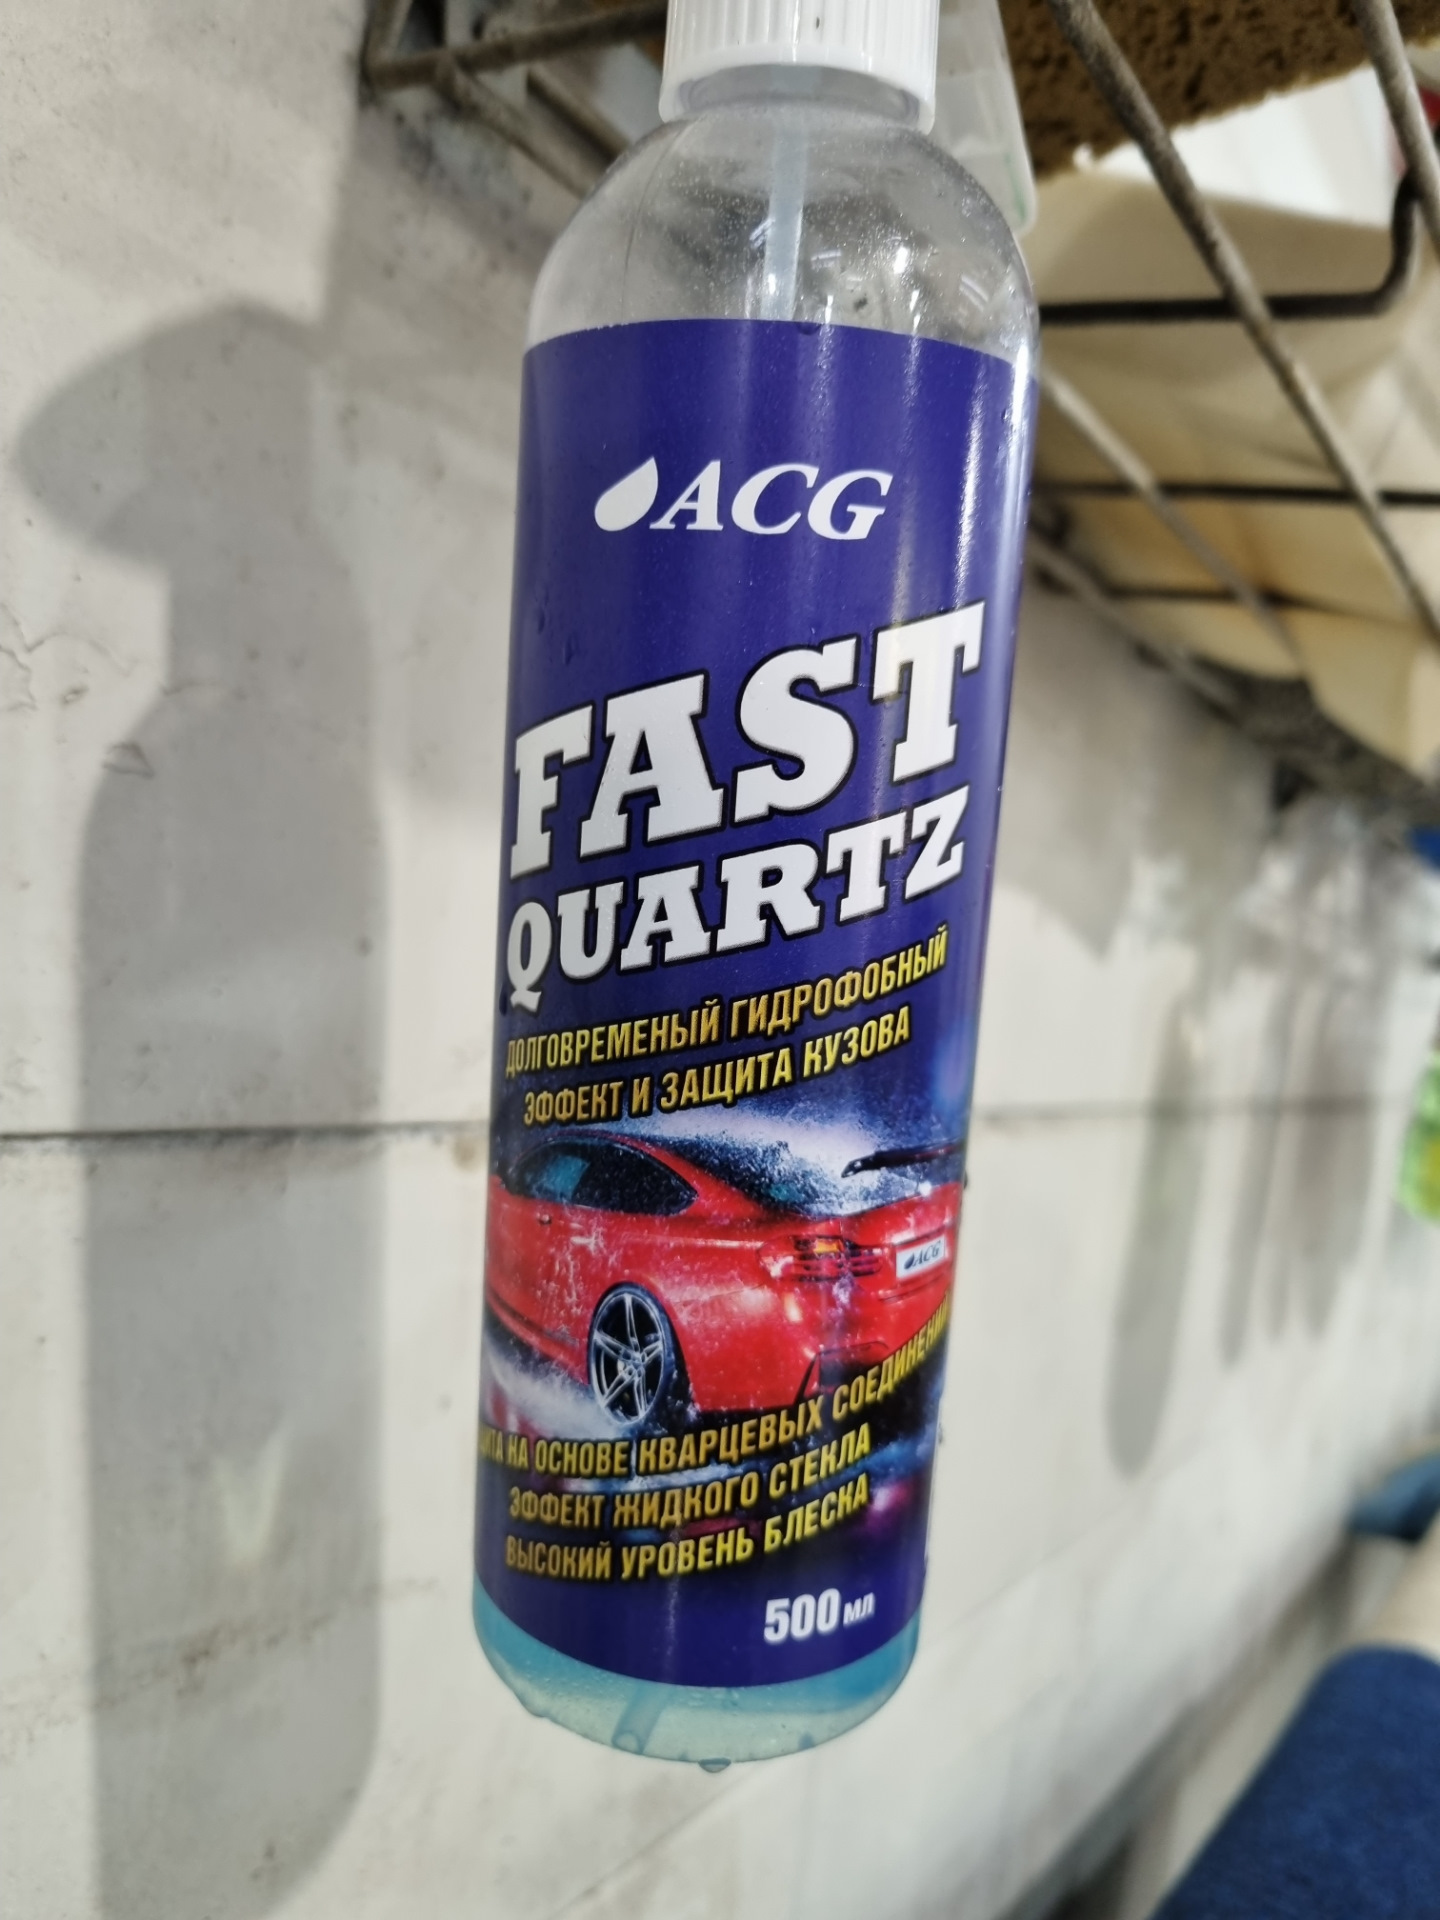 ACG
FAST
QUARTZ
ДОЛГОВРЕМЕНЫЙ ГИДРОФОБНЫЙ
ЭФФЕКТ И ЗАЩИТА КУЗОВА
ACG
НА ОСНОВЕ КВАРЦЕВЫХ СОЕДИНЕНИЙ
ЭФФЕКТ ЖИДКОГО СТЕКЛА
ВЫСОКИЙ УРОВЕНЬ БЛЕСКА
500 мл